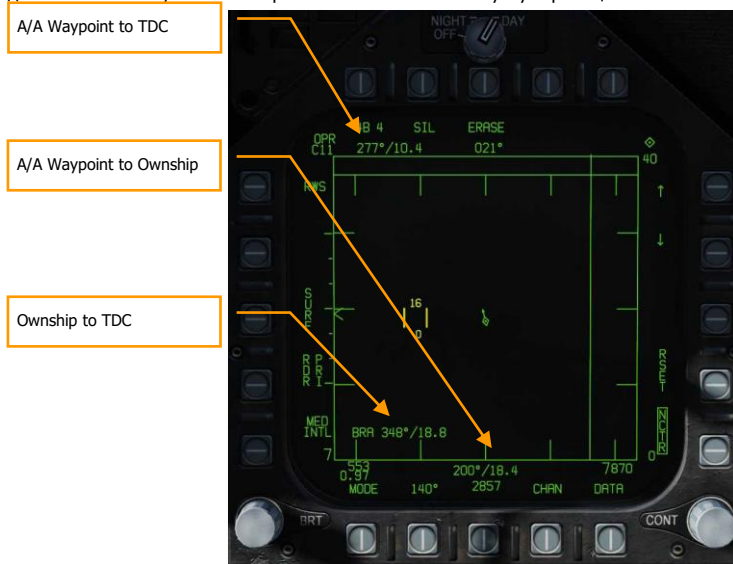 A/A Waypoint to TDC
A/A Waypoint to Ownship
Ownship to TDC
NIGHT DAY
OFF
B 4 SIL ERASE
OPR
C11 277°/10.4 021°
40
RWS
16
0
SURF
RDR
PRI
RSET
MED
INTL BRA 348°/18.8
NCTR
7 0
553 200°/18.4 7870
0.97 2857
MODE 140° CHAN DATA
BRT CONT